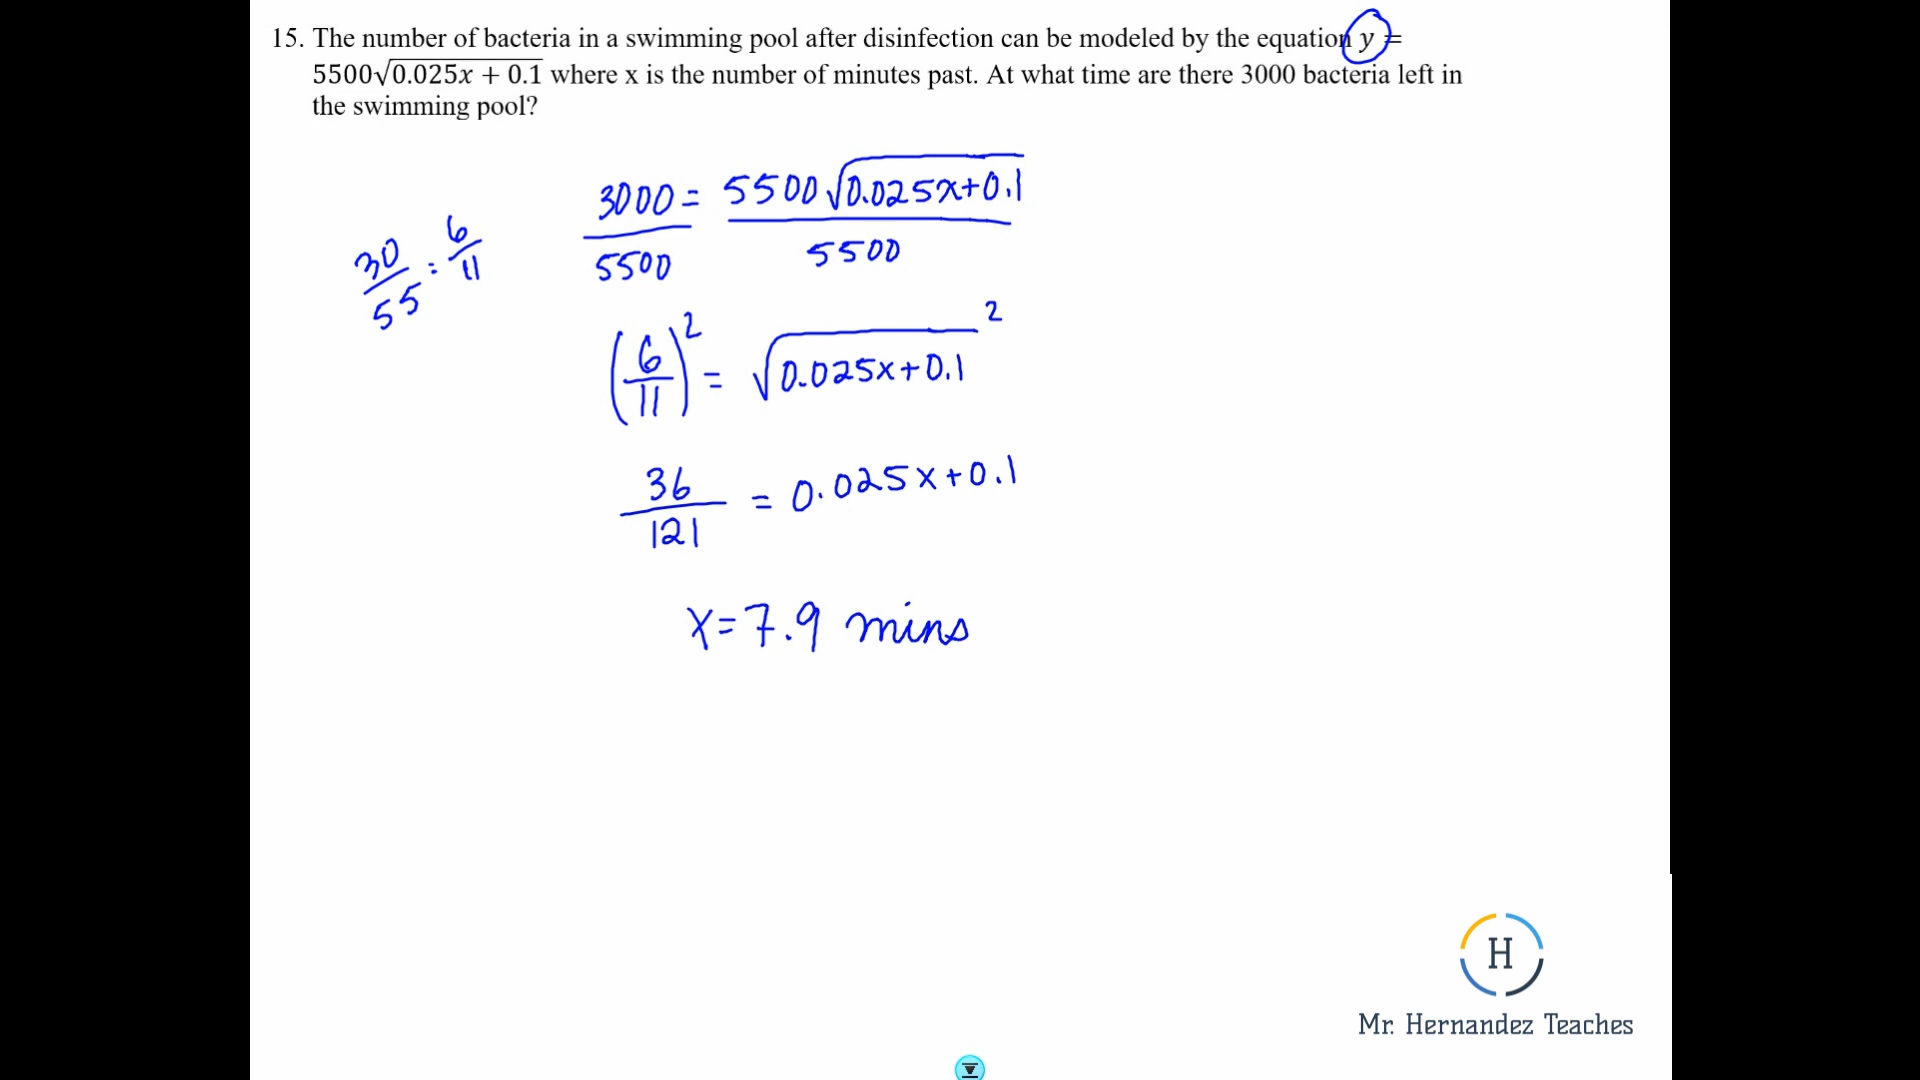 15. The number of bacteria in a swimming pool after disinfection can be modeled by the equation y =
5500√0.025x + 0.1 where x is the number of minutes past. At what time are there 3000 bacteria left in
the swimming pool?
3000 = 5500√0.025x+0.1
5500 5500
30/55 = 6/11
(6/11)² = √0.025x+0.1 ²
36/121 = 0.025x+0.1
x=7.9 mins
H
Mr. Hernandez Teaches